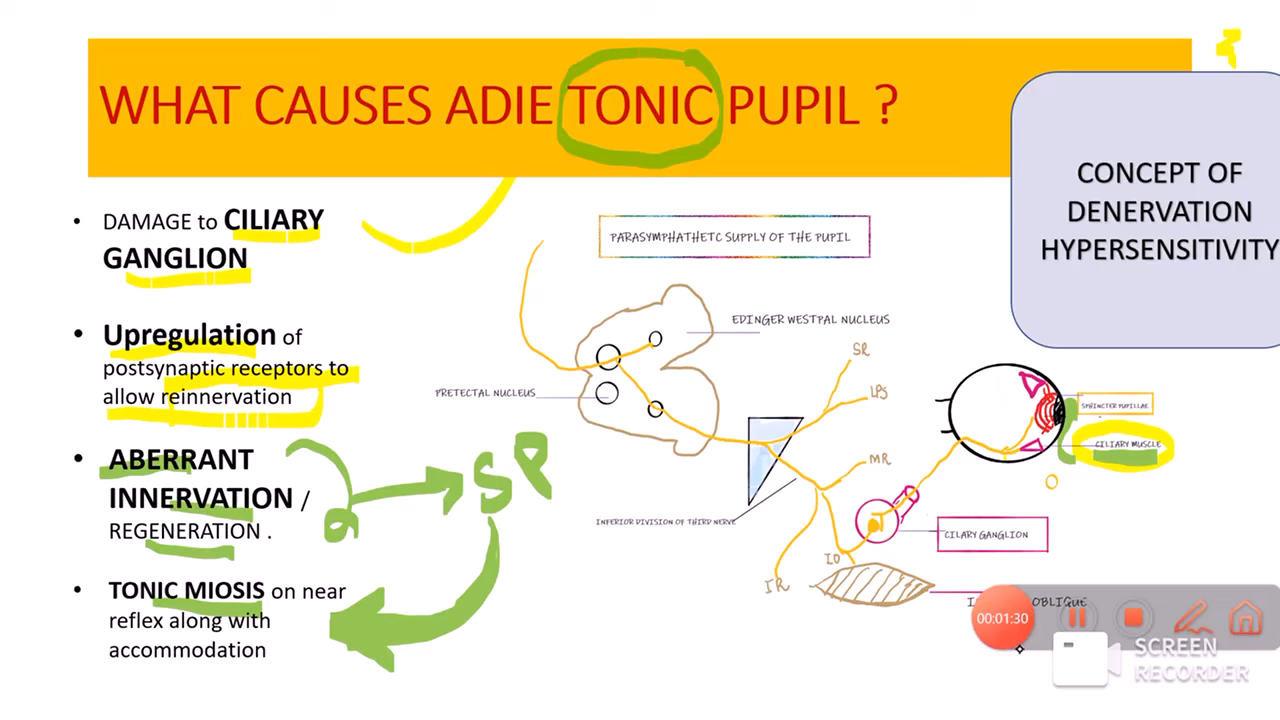 WHAT CAUSES ADIE TONIC PUPIL ?
CONCEPT OF
DENERVATION
HYPERSENSITIVITY
• DAMAGE to CILIARY
GANGLION
• Upregulation of
postsynaptic receptors to
allow reinnervation
• ABERRANT
INNERVATION /
REGENERATION .
SP
• TONIC MIOSIS on near
reflex along with
accommodation
PARASYMPHATHETC SUPPLY OF THE PUPIL
EDINGER WESTPAL NUCLEUS
PRETECTAL NUCLEUS
SR
LPS
MR
INFERIOR DIVISION OF THIRD NERVE
IR
IO
SPHINCTER PUPILLAE
CILIARY MUSCLE
CILARY GANGLION
OBLIQUE
00:01:30
SCREEN
RECORDER